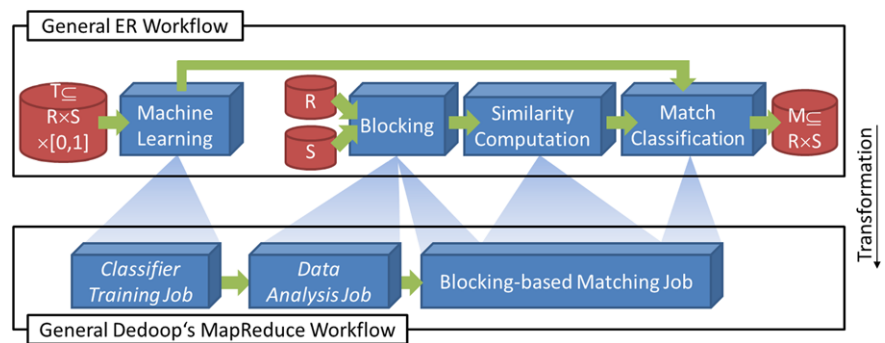 General ER Workflow
T⊆
R×S
×[0,1]
Machine
Learning
R
S
Blocking
Similarity
Computation
Match
Classification
M⊆
R×S
Transformation
Classifier
Training Job
Data
Analysis Job
Blocking-based Matching Job
General Dedoop‘s MapReduce Workflow